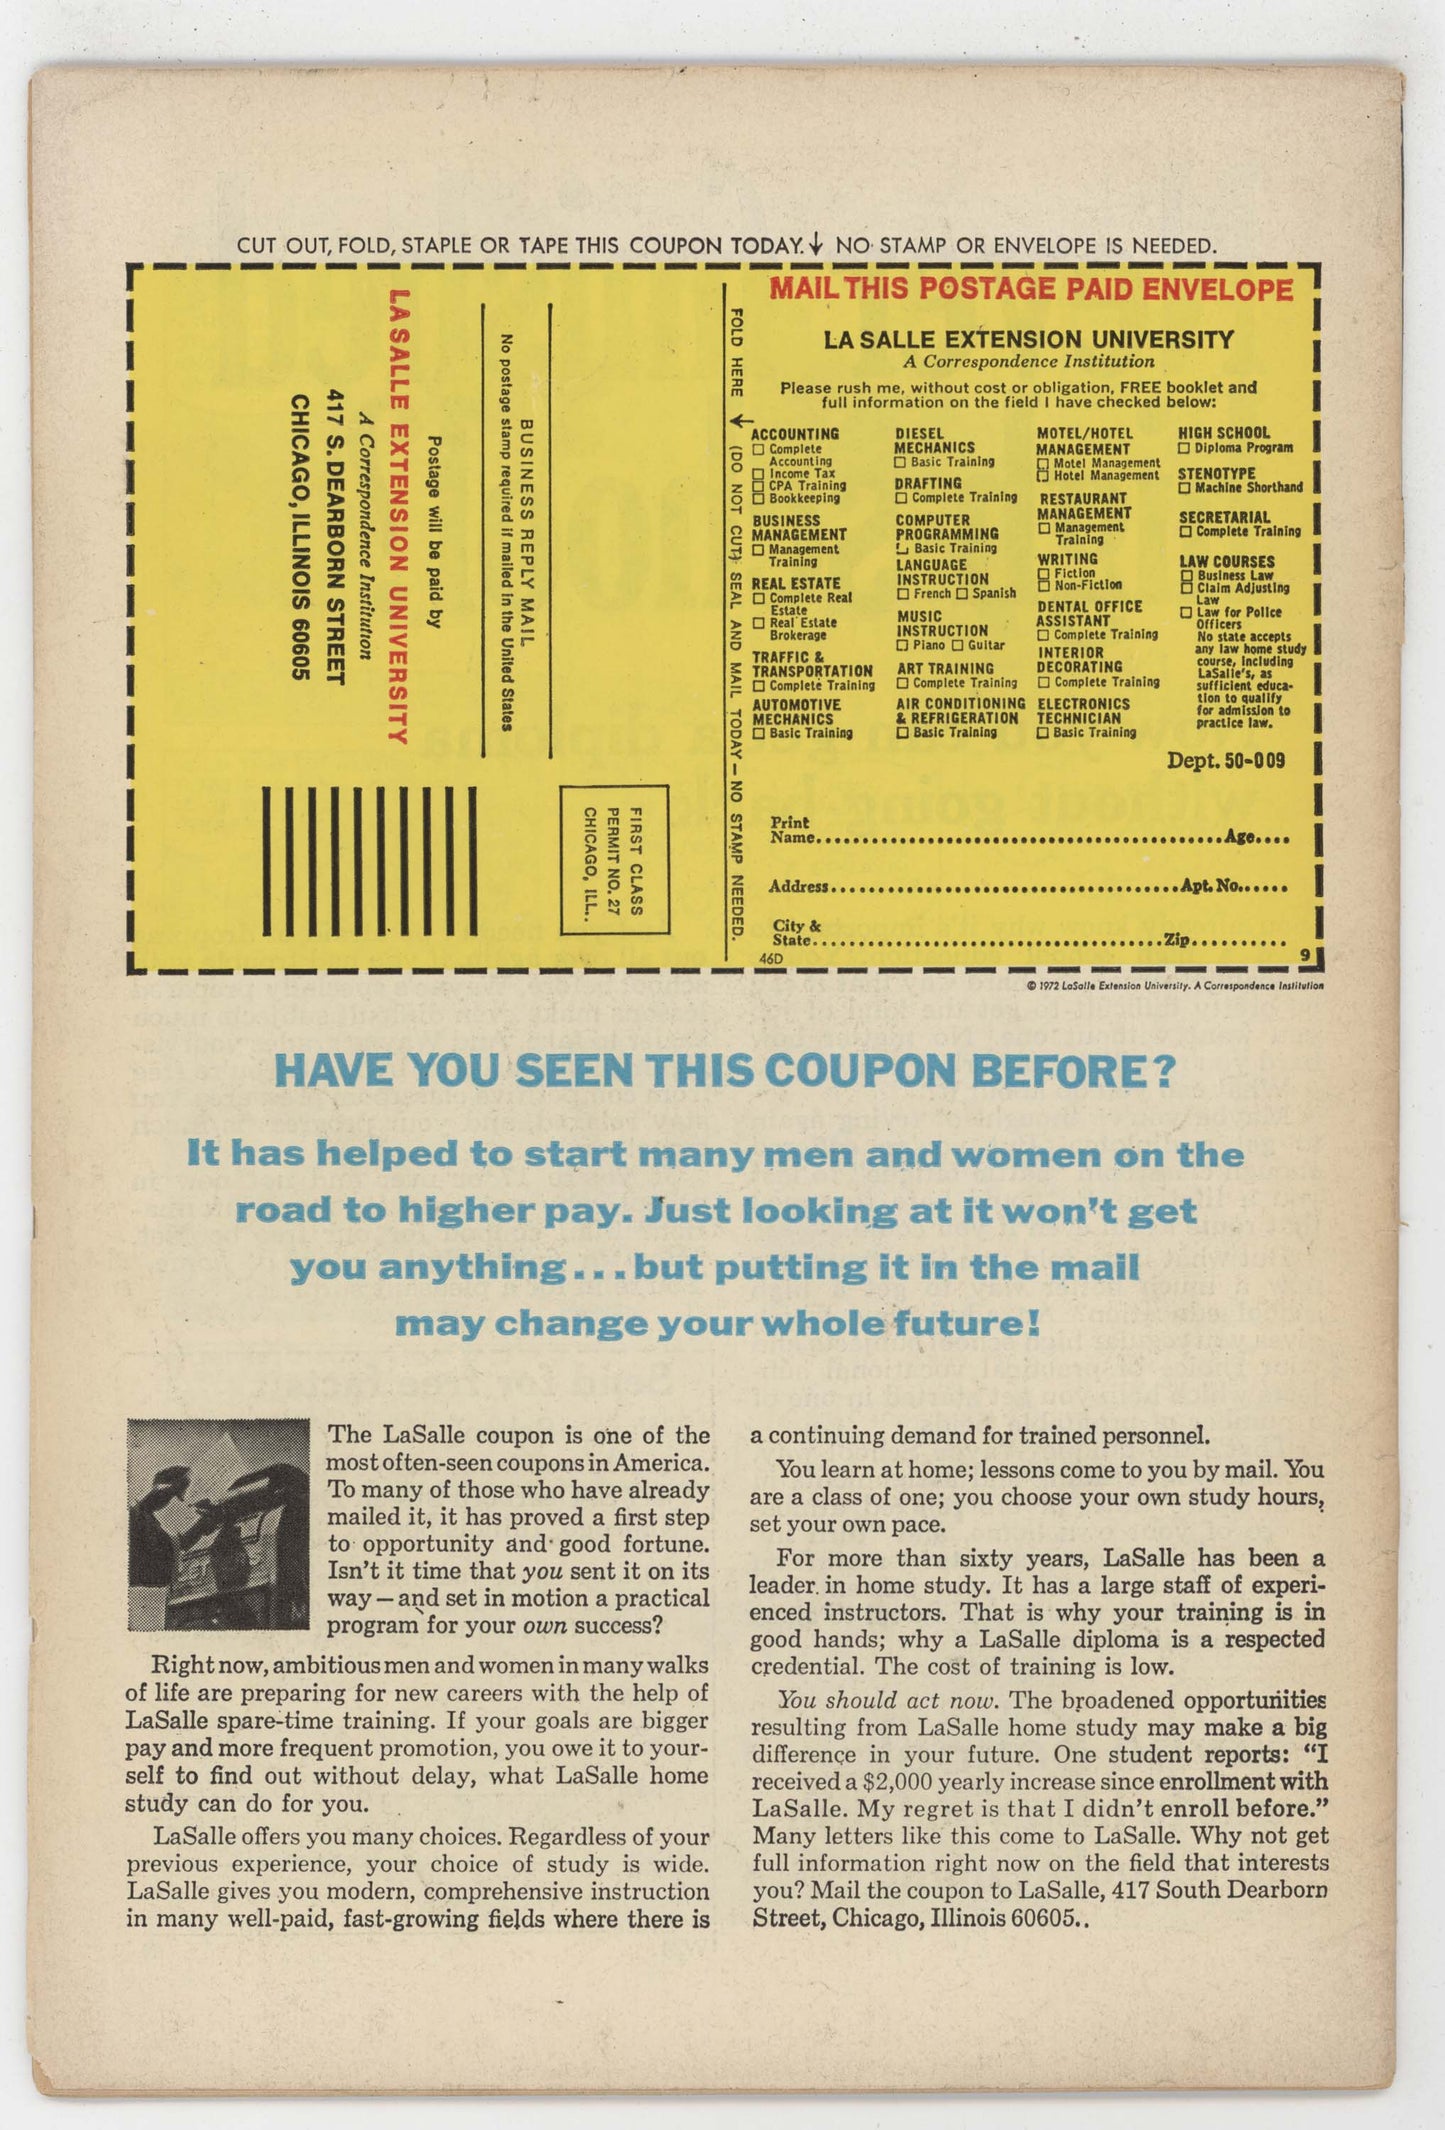 CUT OUT, FOLD, STAPLE OR TAPE THIS COUPON TODAY. ↓ NO STAMP OR ENVELOPE IS NEEDED.
FIRST CLASS
PERMIT NO. 27
CHICAGO, ILL..
BUSINESS REPLY MAIL
No postage stamp required if mailed in the United States
Postage will be paid by
LA SALLE EXTENSION UNIVERSITY
A Correspondence Institution
417 S. DEARBORN STREET
CHICAGO, ILLINOIS 60605
FOLD HERE ← (DO NOT CUT) SEAL AND MAIL TODAY — NO STAMP NEEDED.
MAIL THIS POSTAGE PAID ENVELOPE
LA SALLE EXTENSION UNIVERSITY
A Correspondence Institution
Please rush me, without cost or obligation, FREE booklet and
full information on the field I have checked below:
ACCOUNTING
☐ Complete
Accounting
☐ Income Tax
☐ CPA Training
☐ Bookkeeping
BUSINESS
MANAGEMENT
☐ Management
Training
REAL ESTATE
☐ Complete Real
Estate
☐ Real Estate
Brokerage
TRAFFIC &
TRANSPORTATION
☐ Complete Training
AUTOMOTIVE
MECHANICS
☐ Basic Training
DIESEL
MECHANICS
☐ Basic Training
DRAFTING
☐ Complete Training
COMPUTER
PROGRAMMING
☐ Basic Training
LANGUAGE
INSTRUCTION
☐ French ☐ Spanish
MUSIC
INSTRUCTION
☐ Piano ☐ Guitar
ART TRAINING
☐ Complete Training
AIR CONDITIONING
& REFRIGERATION
☐ Basic Training
MOTEL/HOTEL
MANAGEMENT
☐ Motel Management
☐ Hotel Management
RESTAURANT
MANAGEMENT
☐ Management
Training
WRITING
☐ Fiction
☐ Non-Fiction
DENTAL OFFICE
ASSISTANT
☐ Complete Training
INTERIOR
DECORATING
☐ Complete Training
ELECTRONICS
TECHNICIAN
☐ Basic Training
HIGH SCHOOL
☐ Diploma Program
STENOTYPE
☐ Machine Shorthand
SECRETARIAL
☐ Complete Training
LAW COURSES
☐ Business Law
☐ Claim Adjusting
Law
☐ Law for Police
Officers
No state accepts
any law home study
course, including
LaSalle's, as
sufficient educa-
tion to qualify
for admission to
practice law.
Dept. 50-009
Print
Name.............................................Age....
Address......................................Apt. No......
City &
State......................................Zip..........
46D 9
© 1972 LaSalle Extension University. A Correspondence Institution
HAVE YOU SEEN THIS COUPON BEFORE?
It has helped to start many men and women on the
road to higher pay. Just looking at it won't get
you anything...but putting it in the mail
may change your whole future!
The LaSalle coupon is one of the
most often-seen coupons in America.
To many of those who have already
mailed it, it has proved a first step
to opportunity and good fortune.
Isn't it time that you sent it on its
way—and set in motion a practical
program for your own success?
Right now, ambitious men and women in many walks
of life are preparing for new careers with the help of
LaSalle spare-time training. If your goals are bigger
pay and more frequent promotion, you owe it to your-
self to find out without delay, what LaSalle home
study can do for you.
LaSalle offers you many choices. Regardless of your
previous experience, your choice of study is wide.
LaSalle gives you modern, comprehensive instruction
in many well-paid, fast-growing fields where there is
a continuing demand for trained personnel.
You learn at home; lessons come to you by mail. You
are a class of one; you choose your own study hours,
set your own pace.
For more than sixty years, LaSalle has been a
leader in home study. It has a large staff of experi-
enced instructors. That is why your training is in
good hands; why a LaSalle diploma is a respected
credential. The cost of training is low.
You should act now. The broadened opportunities
resulting from LaSalle home study may make a big
difference in your future. One student reports: “I
received a $2,000 yearly increase since enrollment with
LaSalle. My regret is that I didn't enroll before.”
Many letters like this come to LaSalle. Why not get
full information right now on the field that interests
you? Mail the coupon to LaSalle, 417 South Dearborn
Street, Chicago, Illinois 60605..